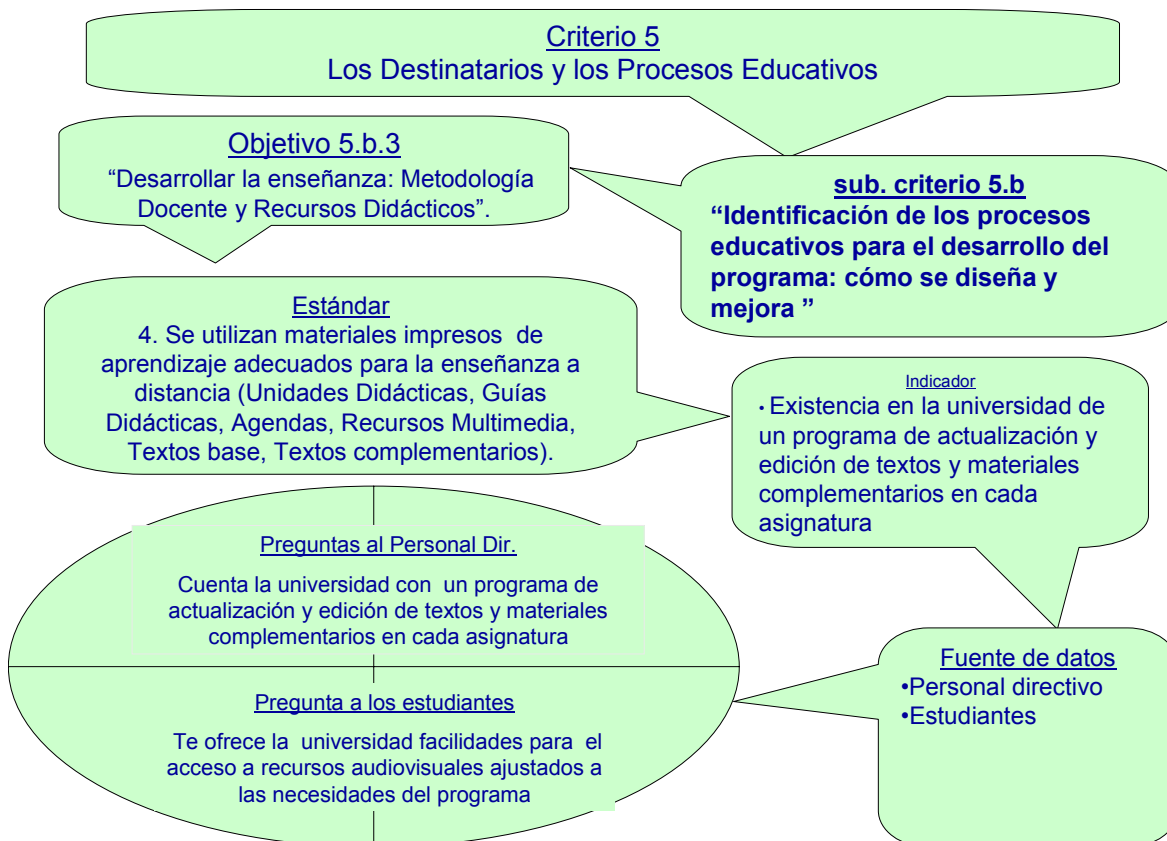 Criterio 5
Los Destinatarios y los Procesos Educativos
Objetivo 5.b.3
“Desarrollar la enseñanza: Metodología
Docente y Recursos Didácticos”.
sub. criterio 5.b
“Identificación de los procesos
educativos para el desarrollo del
programa: cómo se diseña y
mejora ”
Estándar
4. Se utilizan materiales impresos de
aprendizaje adecuados para la enseñanza a
distancia (Unidades Didácticas, Guías
Didácticas, Agendas, Recursos Multimedia,
Textos base, Textos complementarios).
Indicador
• Existencia en la universidad de
un programa de actualización y
edición de textos y materiales
complementarios en cada
asignatura
Preguntas al Personal Dir.
Cuenta la universidad con un programa de
actualización y edición de textos y materiales
complementarios en cada asignatura
Pregunta a los estudiantes
Te ofrece la universidad facilidades para el
acceso a recursos audiovisuales ajustados a
las necesidades del programa
Fuente de datos
•Personal directivo
•Estudiantes